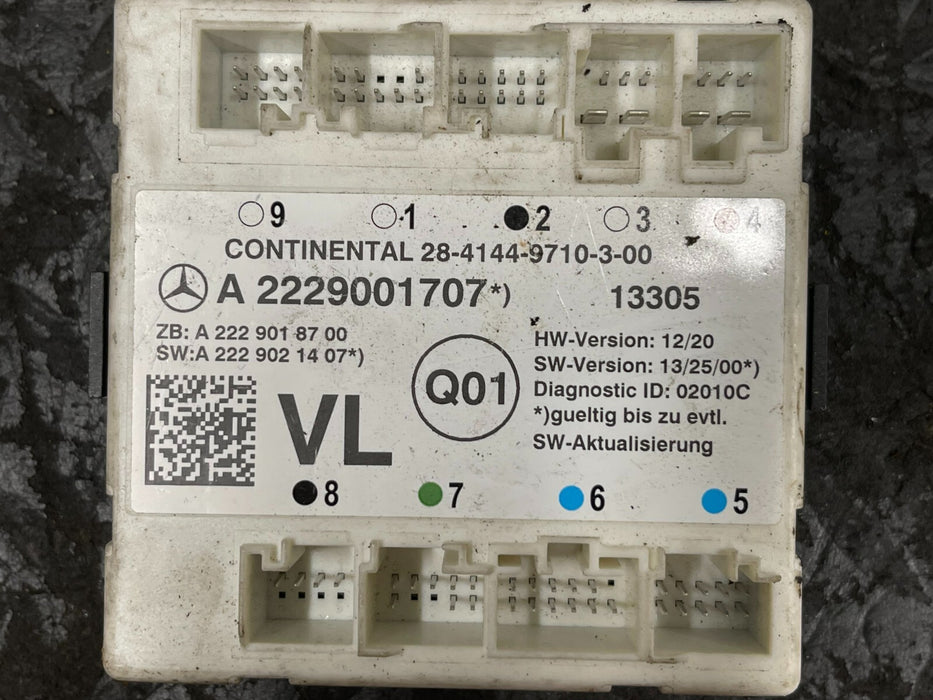 9 1 2 3 4
CONTINENTAL 28-4144-9710-3-00
A 2229001707*) 13305
ZB: A 222 901 87 00
SW:A 222 902 14 07*)
HW-Version: 12/20
SW-Version: 13/25/00*)
Diagnostic ID: 02010C
*)gueltig bis zu evtl.
SW-Aktualisierung
Q01
VL
8 7 6 5